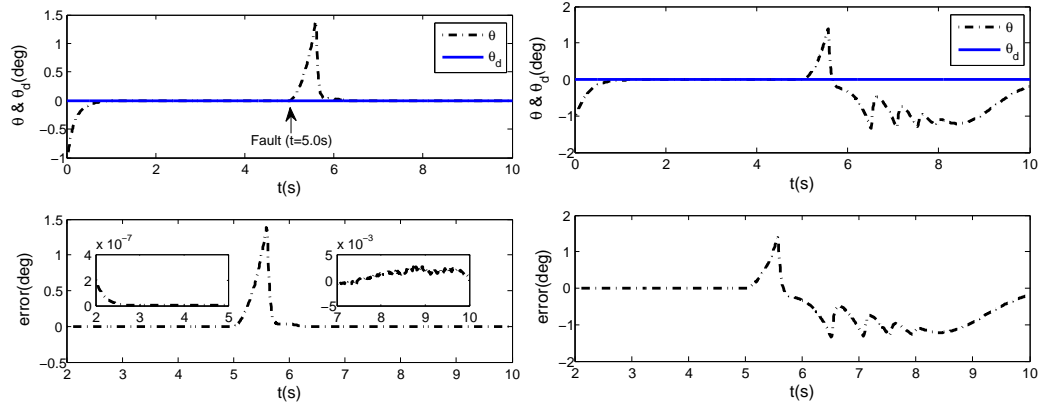 θ & θd(deg)
1.5
1
0.5
0
−0.5
−1
θ
θd
Fault (t=5.0s)
0 2 4 6 8 10
t(s)
θ & θd(deg)
2
1
0
−1
−2
θ
θd
0 2 4 6 8 10
t(s)
error(deg)
1.5
1
0.5
0
−0.5
x 10−7
4
2
0
2 3 4 5
x 10−3
5
0
−5
7 8 9 10
2 3 4 5 6 7 8 9 10
t(s)
error(deg)
2
1
0
−1
−2
2 3 4 5 6 7 8 9 10
t(s)